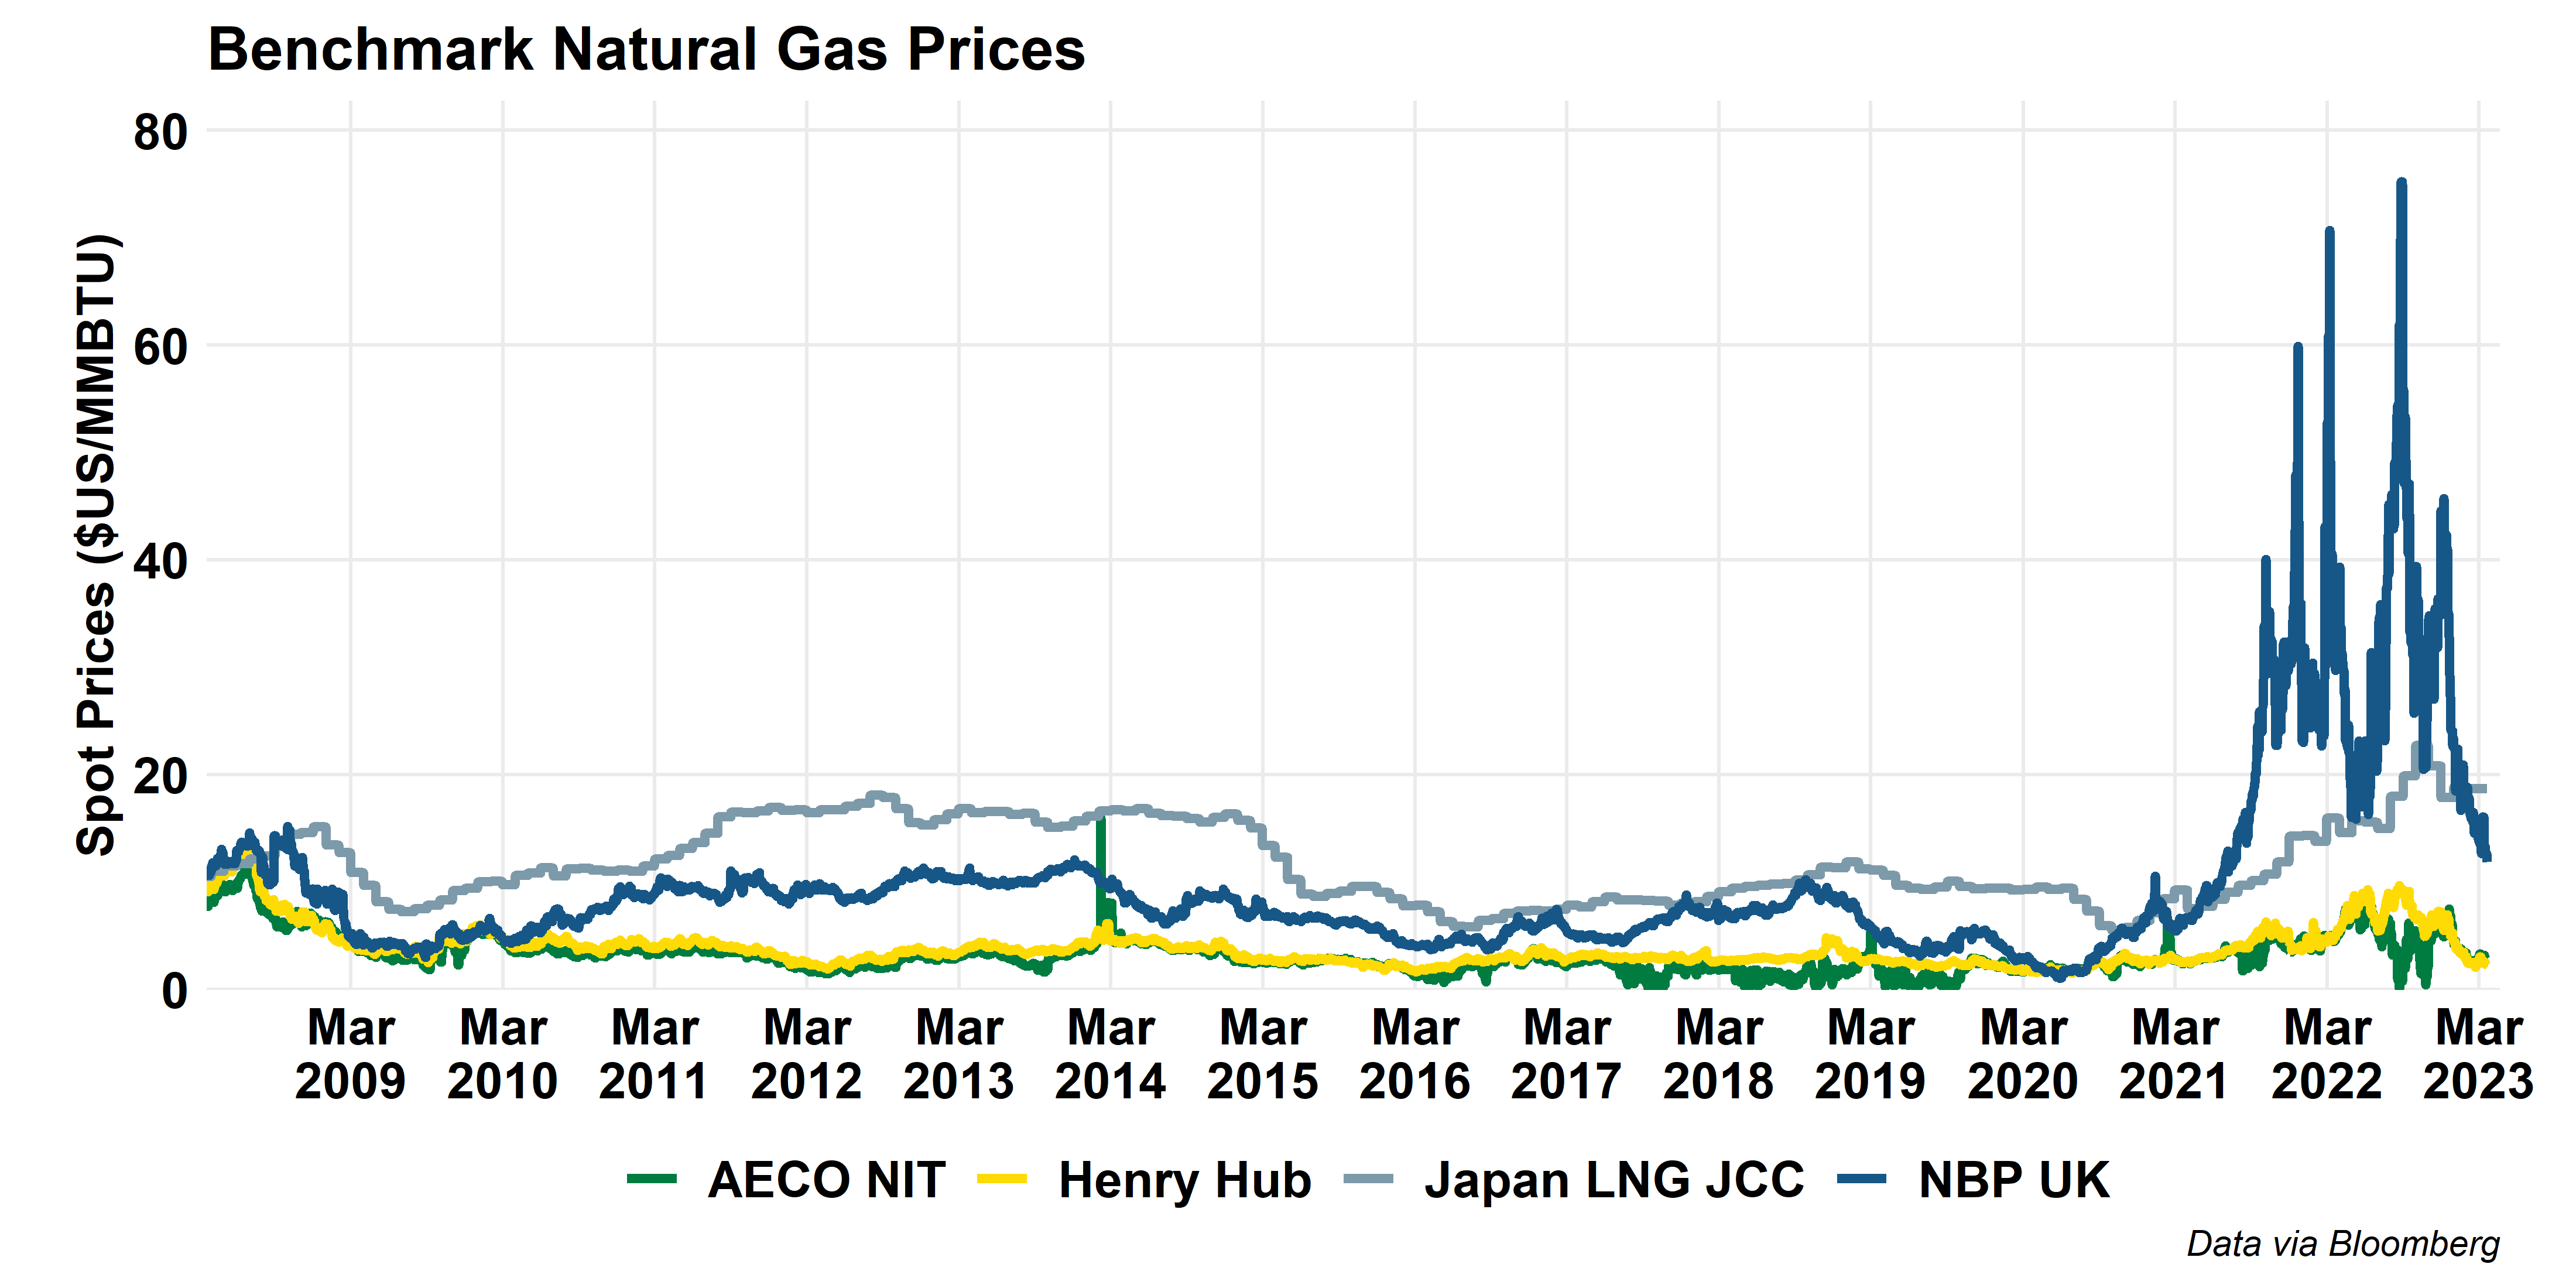 Benchmark Natural Gas Prices
Spot Prices ($US/MMBTU)
80
60
40
20
0
Mar 2009
Mar 2010
Mar 2011
Mar 2012
Mar 2013
Mar 2014
Mar 2015
Mar 2016
Mar 2017
Mar 2018
Mar 2019
Mar 2020
Mar 2021
Mar 2022
Mar 2023
AECO NIT
Henry Hub
Japan LNG JCC
NBP UK
Data via Bloomberg